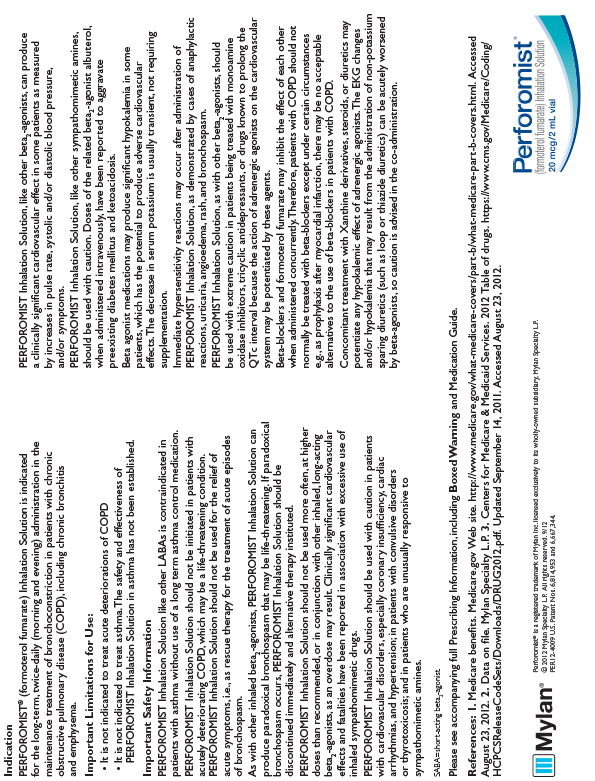 Indication
PERFOROMIST® (formoterol fumarate) Inhalation Solution is indicated
for the long-term, twice-daily (morning and evening) administration in the
maintenance treatment of bronchoconstriction in patients with chronic
obstructive pulmonary disease (COPD), including chronic bronchitis
and emphysema.
Important Limitations for Use:
• It is not indicated to treat acute deteriorations of COPD
• It is not indicated to treat asthma. The safety and effectiveness of
PERFOROMIST Inhalation Solution in asthma has not been established.
Important Safety Information
PERFOROMIST Inhalation Solution like other LABAs is contraindicated in
patients with asthma without use of a long term asthma control medication.
PERFOROMIST Inhalation Solution should not be initiated in patients with
acutely deteriorating COPD, which may be a life-threatening condition.
PERFOROMIST Inhalation Solution should not be used for the relief of
acute symptoms, i.e., as rescue therapy for the treatment of acute episodes
of bronchospasm.
As with other inhaled beta₂-agonists, PERFOROMIST Inhalation Solution can
produce paradoxical bronchospasm that may be life-threatening. If paradoxical
bronchospasm occurs, PERFOROMIST Inhalation Solution should be
discontinued immediately and alternative therapy instituted.
PERFOROMIST Inhalation Solution should not be used more often, at higher
doses than recommended, or in conjunction with other inhaled, long-acting
beta₂-agonists, as an overdose may result. Clinically significant cardiovascular
effects and fatalities have been reported in association with excessive use of
inhaled sympathomimetic drugs.
PERFOROMIST Inhalation Solution should be used with caution in patients
with cardiovascular disorders, especially coronary insufficiency, cardiac
arrhythmias, and hypertension; in patients with convulsive disorders
or thyrotoxicosis; and in patients who are unusually responsive to
sympathomimetic amines.
PERFOROMIST Inhalation Solution, like other beta₂-agonists, can produce
a clinically significant cardiovascular effect in some patients as measured
by increases in pulse rate, systolic and/or diastolic blood pressure,
and/or symptoms.
PERFOROMIST Inhalation Solution, like other sympathomimetic amines,
should be used with caution. Doses of the related beta₂-agonist albuterol,
when administered intravenously, have been reported to aggravate
preexisting diabetes mellitus and ketoacidosis.
Beta agonist medications may produce significant hypokalemia in some
patients, which has the potential to produce adverse cardiovascular
effects. The decrease in serum potassium is usually transient, not requiring
supplementation.
Immediate hypersensitivity reactions may occur after administration of
PERFOROMIST Inhalation Solution, as demonstrated by cases of anaphylactic
reactions, urticaria, angioedema, rash, and bronchospasm.
PERFOROMIST Inhalation Solution, as with other beta₂-agonists, should
be used with extreme caution in patients being treated with monoamine
oxidase inhibitors, tricyclic antidepressants, or drugs known to prolong the
QTc interval because the action of adrenergic agonists on the cardiovascular
system may be potentiated by these agents.
Beta-blockers and formoterol fumarate may inhibit the effect of each other
when administered concurrently. Therefore, patients with COPD should not
normally be treated with beta-blockers except under certain circumstances
e.g., as prophylaxis after myocardial infarction, there may be no acceptable
alternatives to the use of beta-blockers in patients with COPD.
Concomitant treatment with Xanthine derivatives, steroids, or diuretics may
potentiate any hypokalemic effect of adrenergic agonists. The EKG changes
and/or hypokalemia that may result from the administration of non-potassium
sparing diuretics (such as loop or thiazide diuretics) can be acutely worsened
by beta-agonists, so caution is advised in the co-administration.
SABA=short-acting beta₂-agonist.
Please see accompanying full Prescribing Information, including Boxed Warning and Medication Guide.
References: 1. Medicare benefits. Medicare.gov Web site. http://www.medicare.gov/what-medicare-covers/part-b/what-medicare-part-b-covers.html. Accessed
August 23, 2012. 2. Data on file. Mylan Specialty L.P. 3. Centers for Medicare & Medicaid Services. 2012 Table of drugs. https://www.cms.gov/Medicare/Coding/
HCPCSReleaseCodeSets/Downloads/DRUG2012.pdf. Updated September 14, 2011. Accessed August 23, 2012.
Mylan®
Perforomist® is a registered trademark of Mylan Inc. licensed exclusively to its wholly-owned subsidiary, Mylan Specialty L.P.
© 2012 Mylan Specialty L.P. All rights reserved. 9/12
PER12-4009 U.S. Patent Nos. 6,814,953 and 6,667,344.
Perforomist®
(formoterol fumarate) Inhalation Solution
20 mcg/2 mL vial